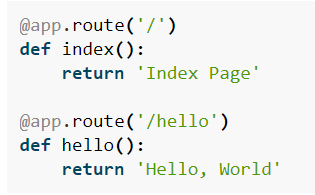 @app.route('/')
def index():
    return 'Index Page'

@app.route('/hello')
def hello():
    return 'Hello, World'